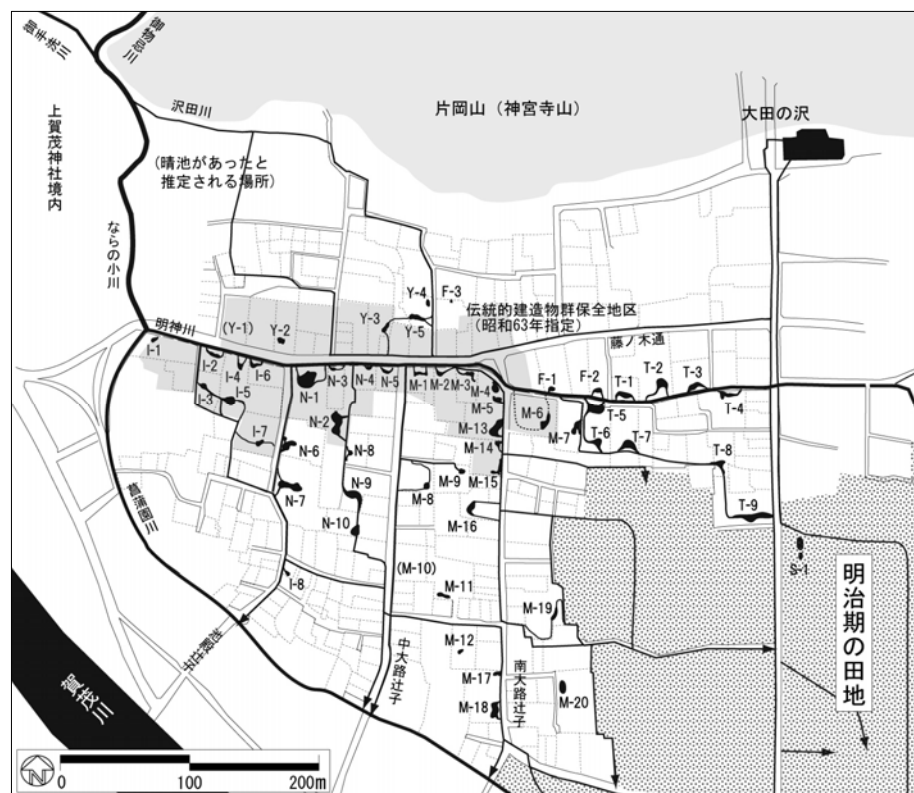 御手洗川
御物忌川
沢田川
片岡山（神宮寺山）
大田の沢
上賀茂神社境内
（晴池があったと
推定される場所）
ならの小川
Y-4
F-3
伝統的建造物群保全地区
（昭和63年指定）
明神川
(Y-1)
Y-2
Y-3
Y-5
藤ノ木通
I-1
I-2
I-4
I-6
I-5
N-1
N-3
N-4
N-5
M-1
M-2
M-3
M-4
M-5
F-1
F-2
T-1
T-2
T-3
T-4
M-6
M-7
T-5
T-6
T-7
I-7
N-2
M-13
M-14
N-6
N-8
M-9
M-15
T-8
M-8
N-7
N-9
M-16
T-9
菖蒲園川
N-10
S-1
明治期の田地
I-8
(M-10)
M-11
M-19
M-12
中大路辻子
南大路辻子
M-17
M-18
M-20
賀茂川
N
0
100
200m